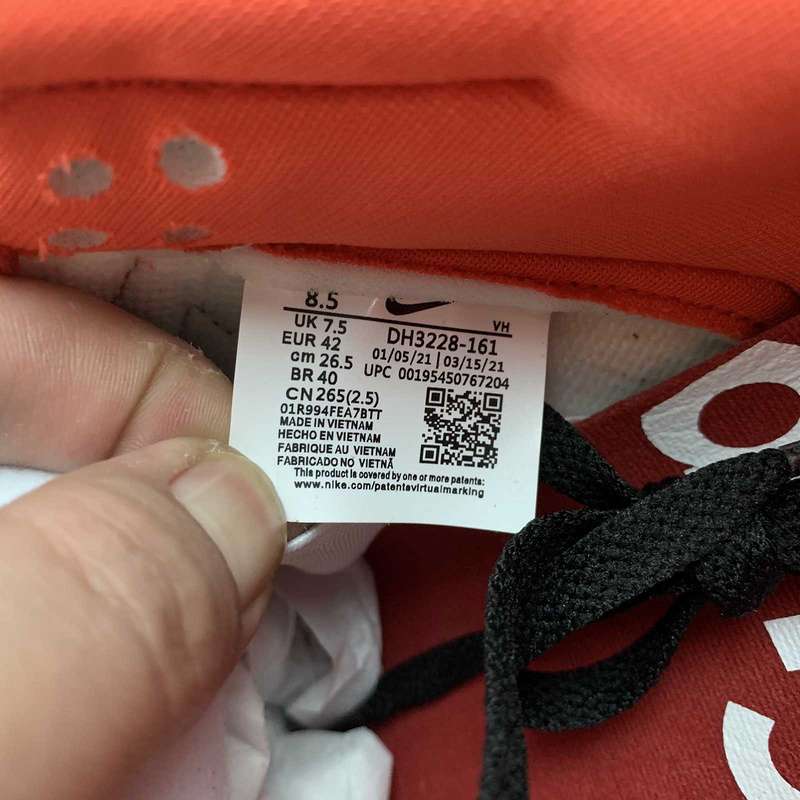 8.5
UK 7.5
VH
EUR 42
DH3228-161
cm 26.5
01/05/21 | 03/15/21
BR 40
UPC 00195450767204
CN 265(2.5)
01R994FEA7BTT
MADE IN VIETNAM
HECHO EN VIETNAM
FABRIQUE AU VIETNAM
FABRICADO NO VIETNÃ
This product is covered by one or more patents:
www.nike.com/patentsvirtualmarking